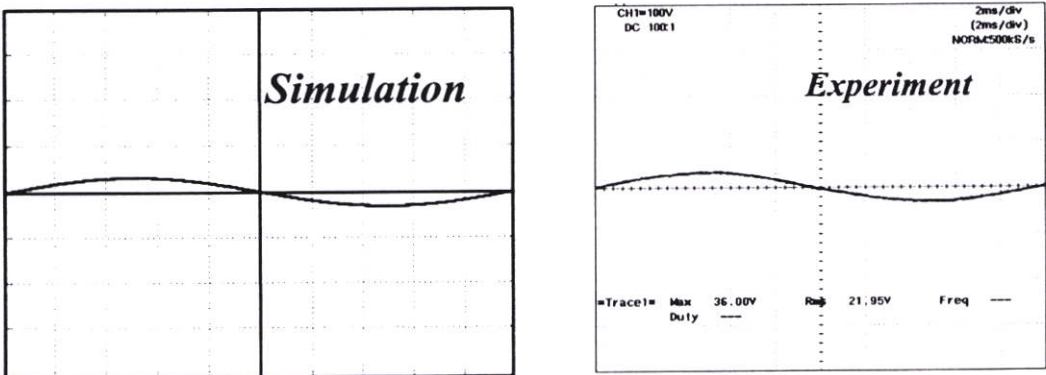 Simulation
CH1=100V
DC 100:1
2ms/div
(2ms/div)
NORM:500kS/s
Experiment
=Trace1= Max 36.00V Rms 21.95V Freq ---
Duty ---